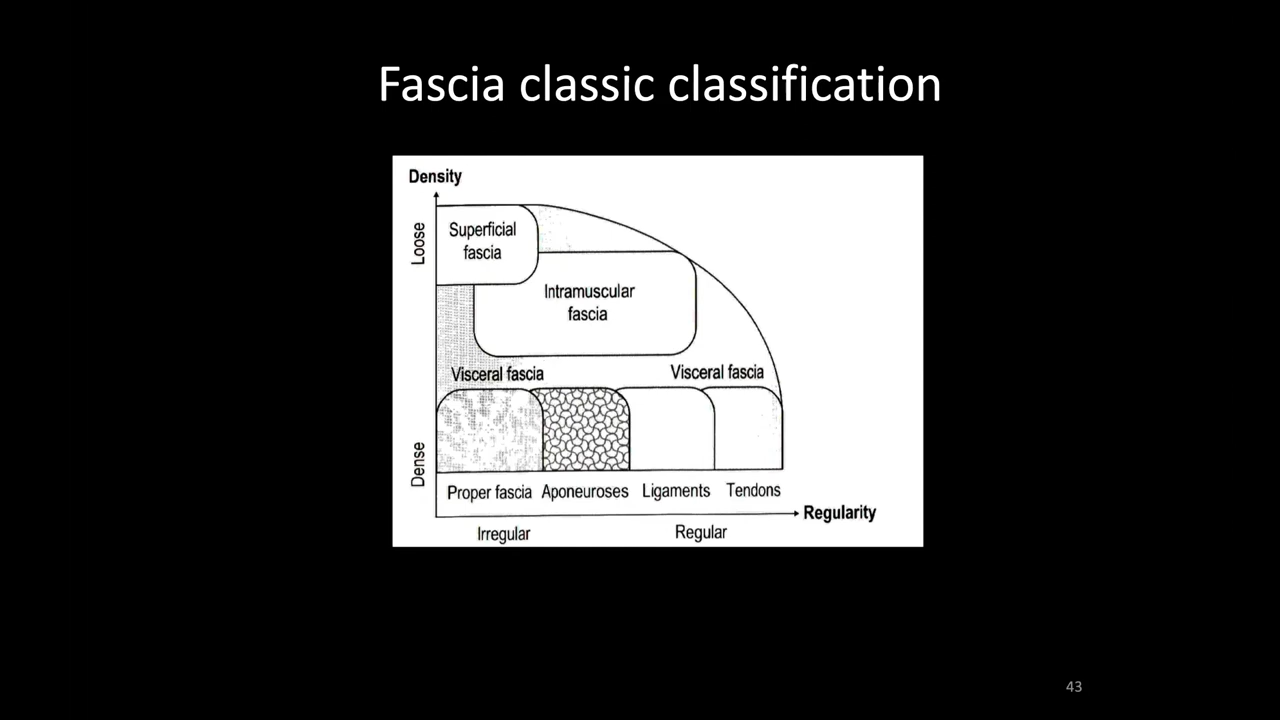 Fascia classic classification
Density
Loose
Superficial
fascia
Intramuscular
fascia
Visceral fascia
Visceral fascia
Dense
Proper fascia
Aponeuroses
Ligaments
Tendons
Regularity
Irregular
Regular
43